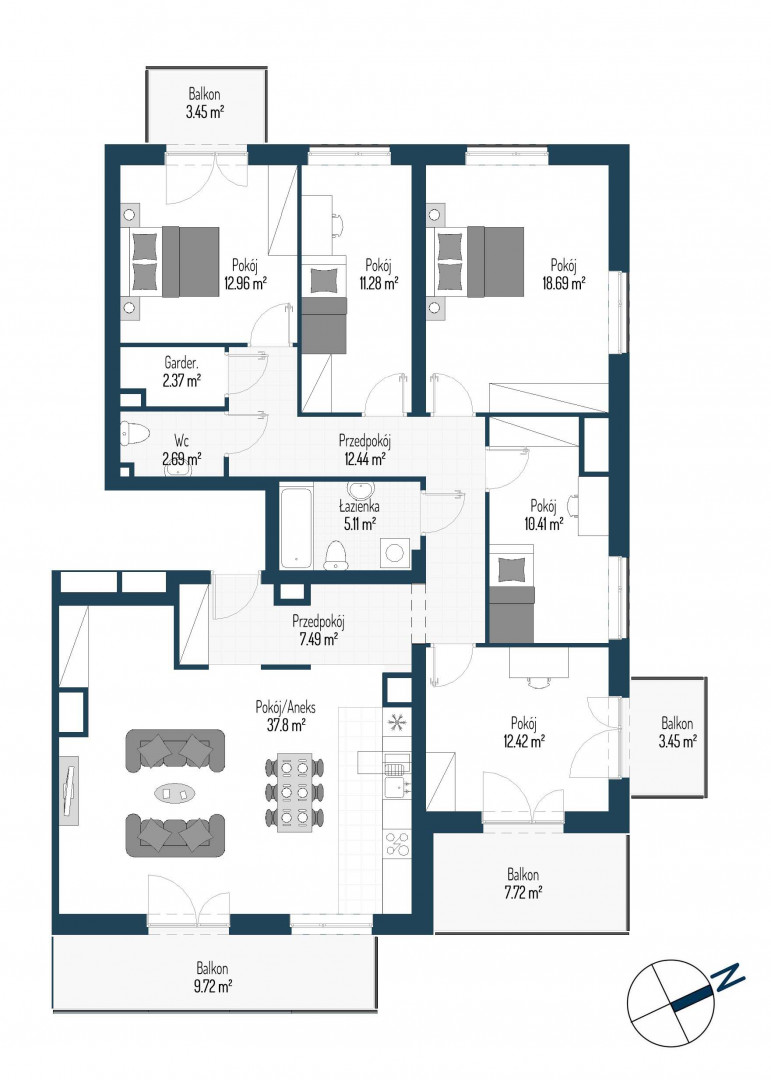 Balkon
3.45 m²
Pokój
12.96 m²
Pokój
11.28 m²
Pokój
18.69 m²
Garder.
2.37 m²
Wc
2.69 m²
Przedpokój
12.44 m²
Łazienka
5.11 m²
Pokój
10.41 m²
Przedpokój
7.49 m²
Pokój/Aneks
37.8 m²
Pokój
12.42 m²
Balkon
3.45 m²
Balkon
7.72 m²
Balkon
9.72 m²
N